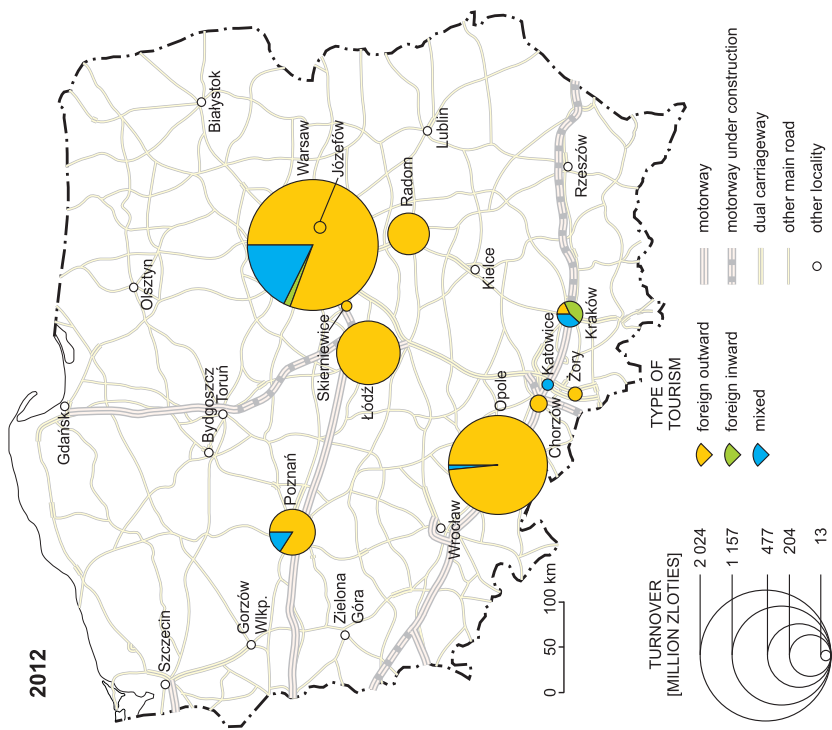 2012
Gdańsk
Szczecin
Olsztyn
Białystok
Bydgoszcz
Toruń
Gorzów
Wlkp.
Poznań
Warsaw
Józefów
Skierniewice
Łódź
Zielona
Góra
Radom
Lublin
Wrocław
Opole
Kielce
Chorzów
Katowice
Żory
Kraków
Rzeszów
0 50 100 km
TURNOVER
[MILLION ZLOTIES]
2 024
1 157
477
204
13
TYPE OF
TOURISM
foreign outward
foreign inward
mixed
motorway
motorway under construction
dual carriageway
other main road
other locality